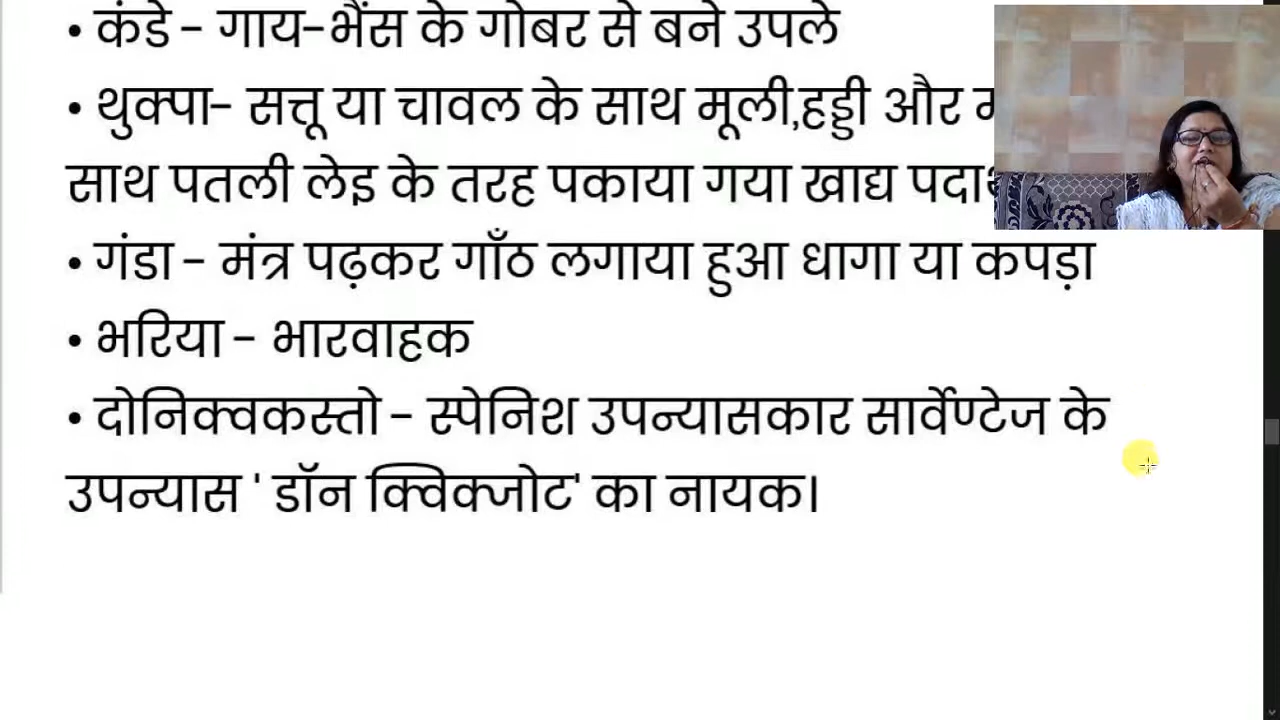 • कंडे - गाय-भैंस के गोबर से बने उपले
• थुक्पा- सत्तू या चावल के साथ मूली,हड्डी और
साथ पतली लेइ के तरह पकाया गया खाद्य
• गंडा - मंत्र पढ़कर गाँठ लगाया हुआ धागा या कपड़ा
• भरिया - भारवाहक
• दोनिक्वकस्तो - स्पेनिश उपन्यासकार सार्वेण्टेज के
उपन्यास ' डॉन क्विक्जोट' का नायक।